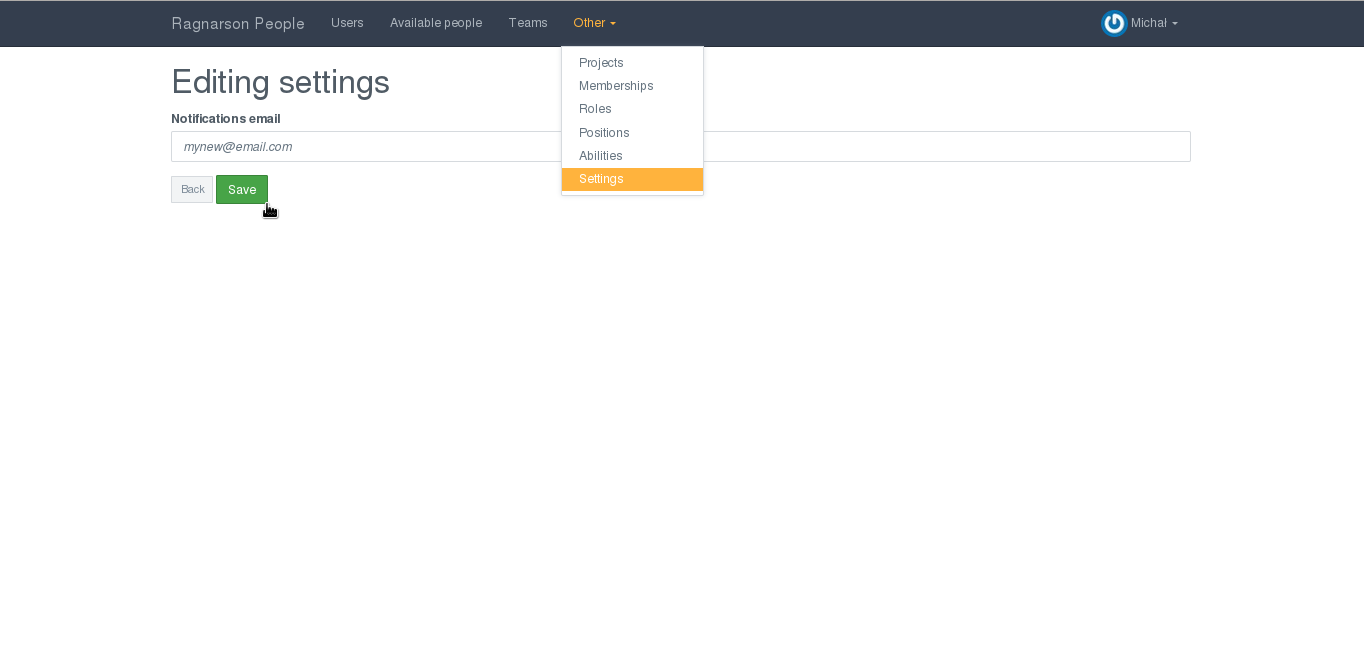 Ragnarson People Users Available people Teams Other Michał
Projects
Memberships
Roles
Positions
Abilities
Settings
Editing settings
Notifications email
mynew@email.com
Back Save